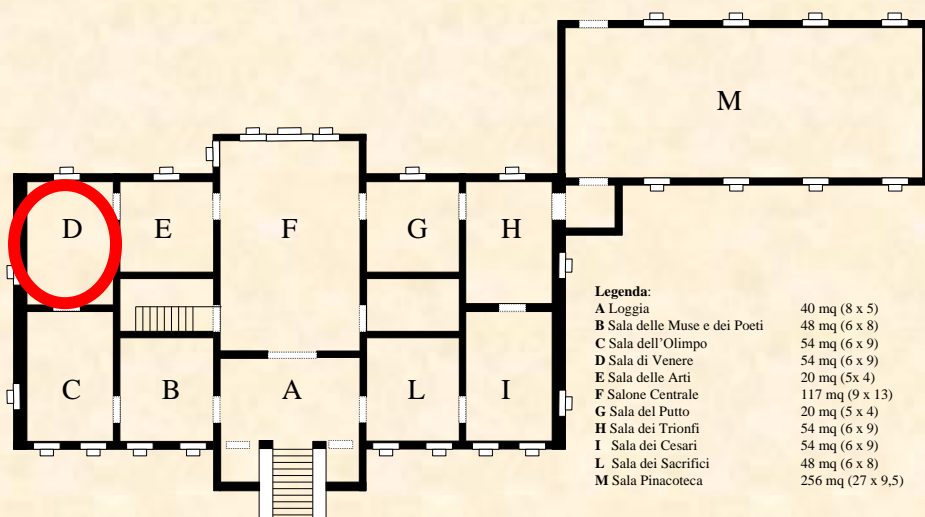 M
D
E
F
G
H
C
B
A
L
I
Legenda:
A Loggia 40 mq (8 x 5)
B Sala delle Muse e dei Poeti 48 mq (6 x 8)
C Sala dell'Olimpo 54 mq (6 x 9)
D Sala di Venere 54 mq (6 x 9)
E Sala delle Arti 20 mq (5x 4)
F Salone Centrale 117 mq (9 x 13)
G Sala del Putto 20 mq (5 x 4)
H Sala dei Trionfi 54 mq (6 x 9)
I Sala dei Cesari 54 mq (6 x 9)
L Sala dei Sacrifici 48 mq (6 x 8)
M Sala Pinacoteca 256 mq (27 x 9,5)